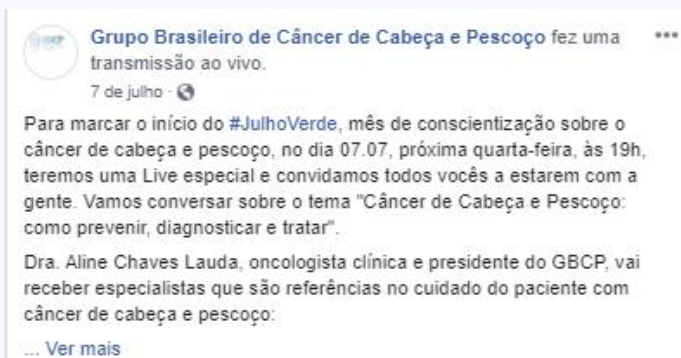 Grupo Brasileiro de Câncer de Cabeça e Pescoço fez uma
transmissão ao vivo.
7 de julho ·
Para marcar o início do #JulhoVerde, mês de conscientização sobre o
câncer de cabeça e pescoço, no dia 07.07, próxima quarta-feira, às 19h,
teremos uma Live especial e convidamos todos vocês a estarem com a
gente. Vamos conversar sobre o tema "Câncer de Cabeça e Pescoço:
como prevenir, diagnosticar e tratar".
Dra. Aline Chaves Lauda, oncologista clínica e presidente do GBCP, vai
receber especialistas que são referências no cuidado do paciente com
câncer de cabeça e pescoço:
... Ver mais